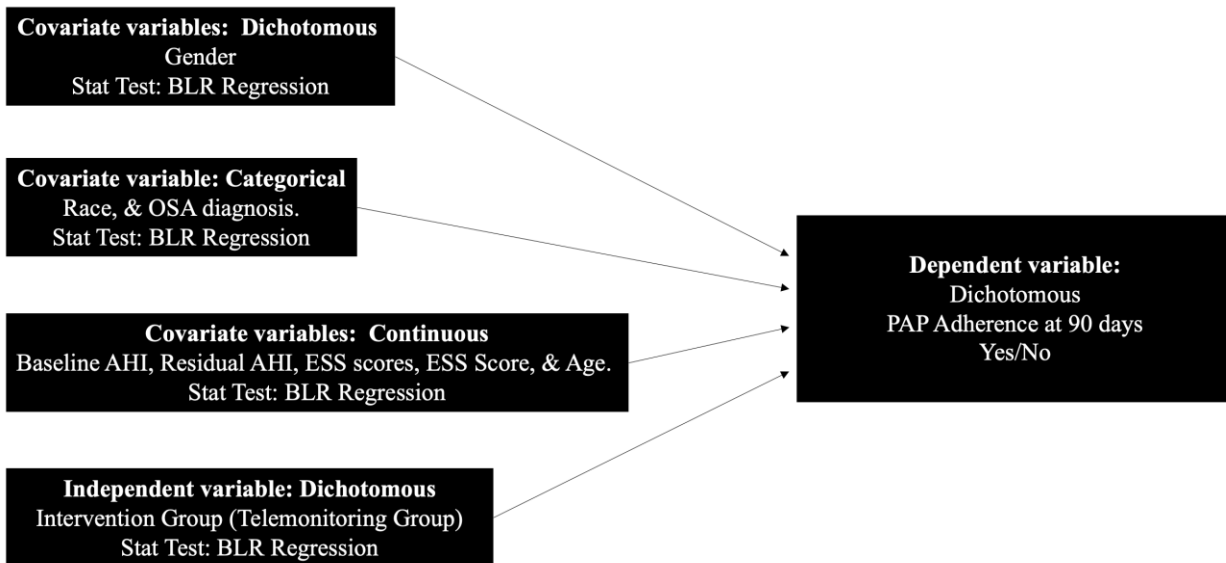 Covariate variables: Dichotomous
Gender
Stat Test: BLR Regression
Covariate variable: Categorical
Race, & OSA diagnosis.
Stat Test: BLR Regression
Covariate variables: Continuous
Baseline AHI, Residual AHI, ESS scores, ESS Score, & Age.
Stat Test: BLR Regression
Independent variable: Dichotomous
Intervention Group (Telemonitoring Group)
Stat Test: BLR Regression
Dependent variable:
Dichotomous
PAP Adherence at 90 days
Yes/No